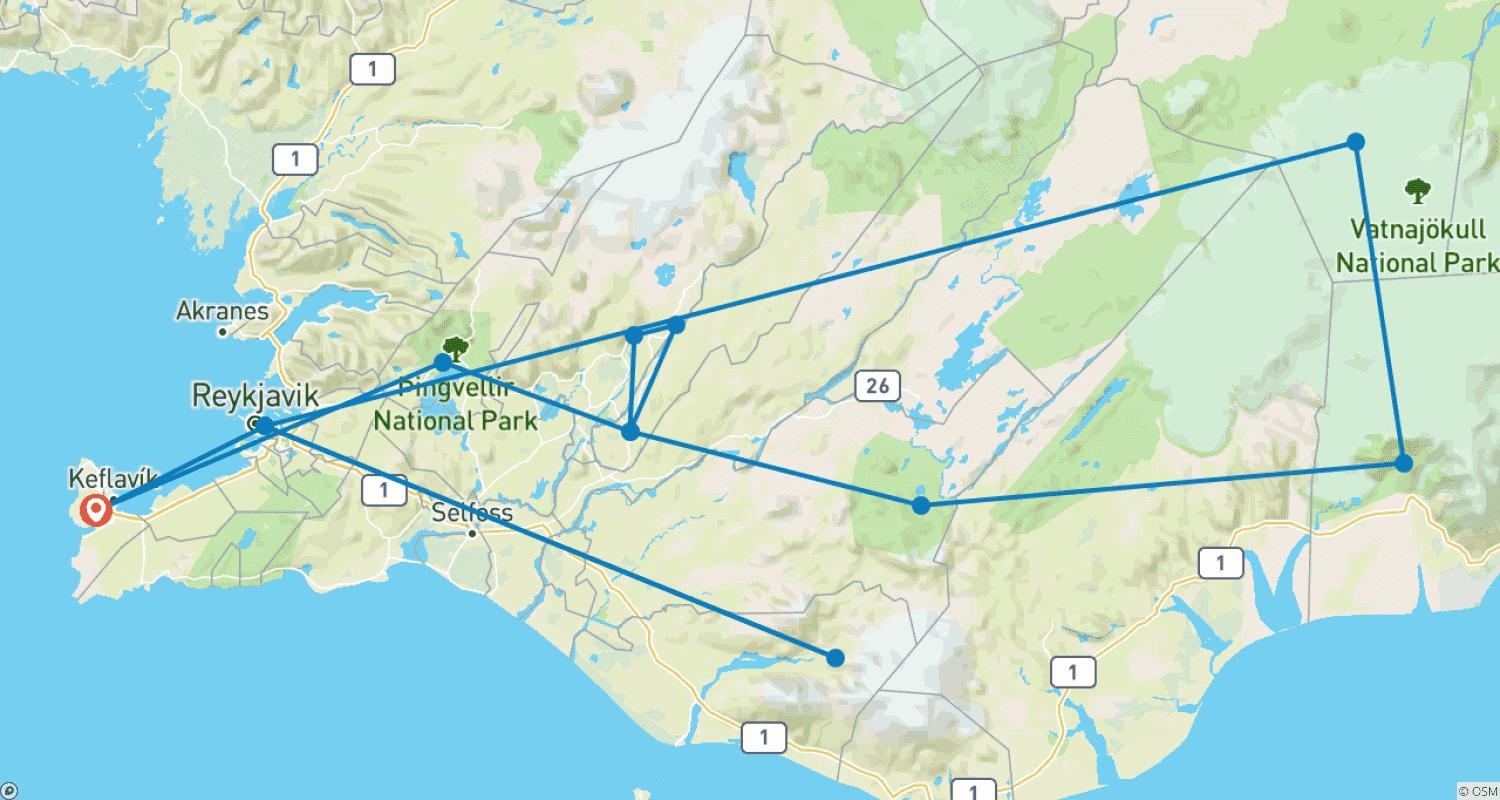 1
1
Vatnajökull
National Park
Akranes
Reykjavik
Þingvellir
National Park
26
Keflavík
1
Selfoss
1
1
1
1
© OSM